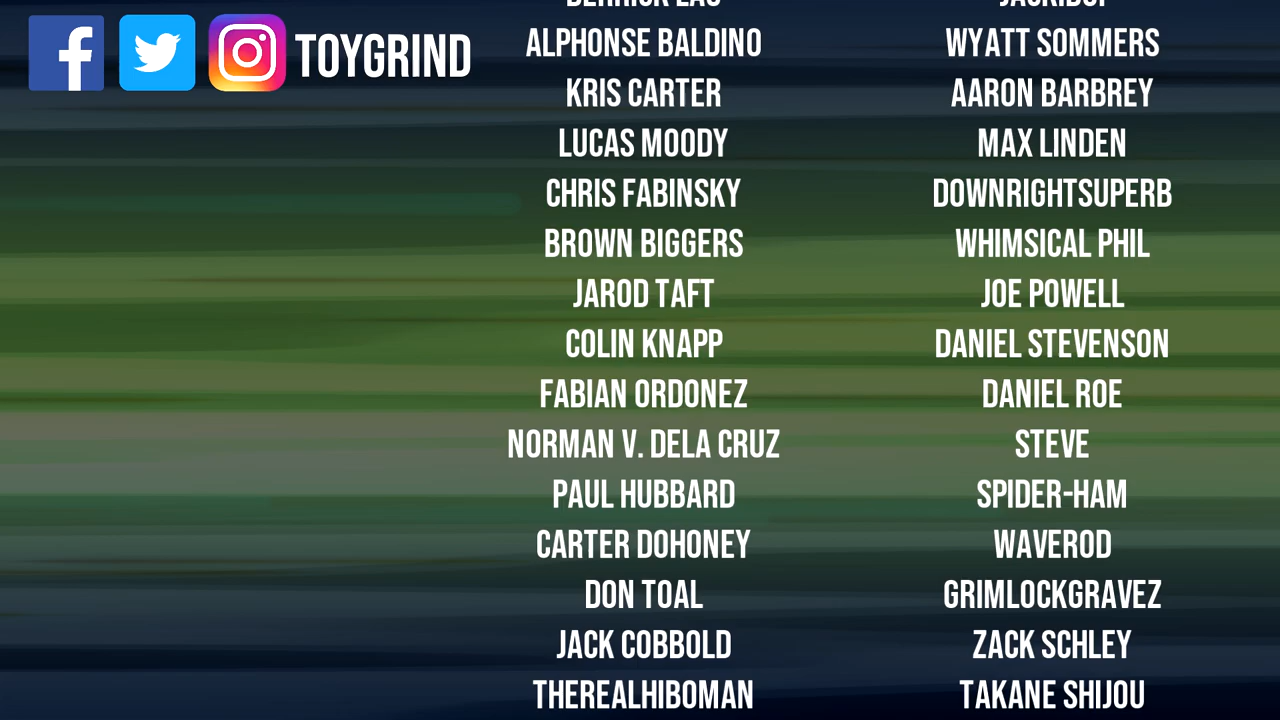 TOYGRIND
ALPHONSE BALDINO
KRIS CARTER
LUCAS MOODY
CHRIS FABINSKY
BROWN BIGGERS
JAROD TAFT
COLIN KNAPP
FABIAN ORDONEZ
NORMAN V. DELA CRUZ
PAUL HUBBARD
CARTER DOHONEY
DON TOAL
JACK COBBOLD
THEREALHIBOMAN
WYATT SOMMERS
AARON BARBREY
MAX LINDEN
DOWNRIGHTSUPERB
WHIMSICAL PHIL
JOE POWELL
DANIEL STEVENSON
DANIEL ROE
STEVE
SPIDER-HAM
WAVEROD
GRIMLOCKGRAVEZ
ZACK SCHLEY
TAKANE SHIJOU